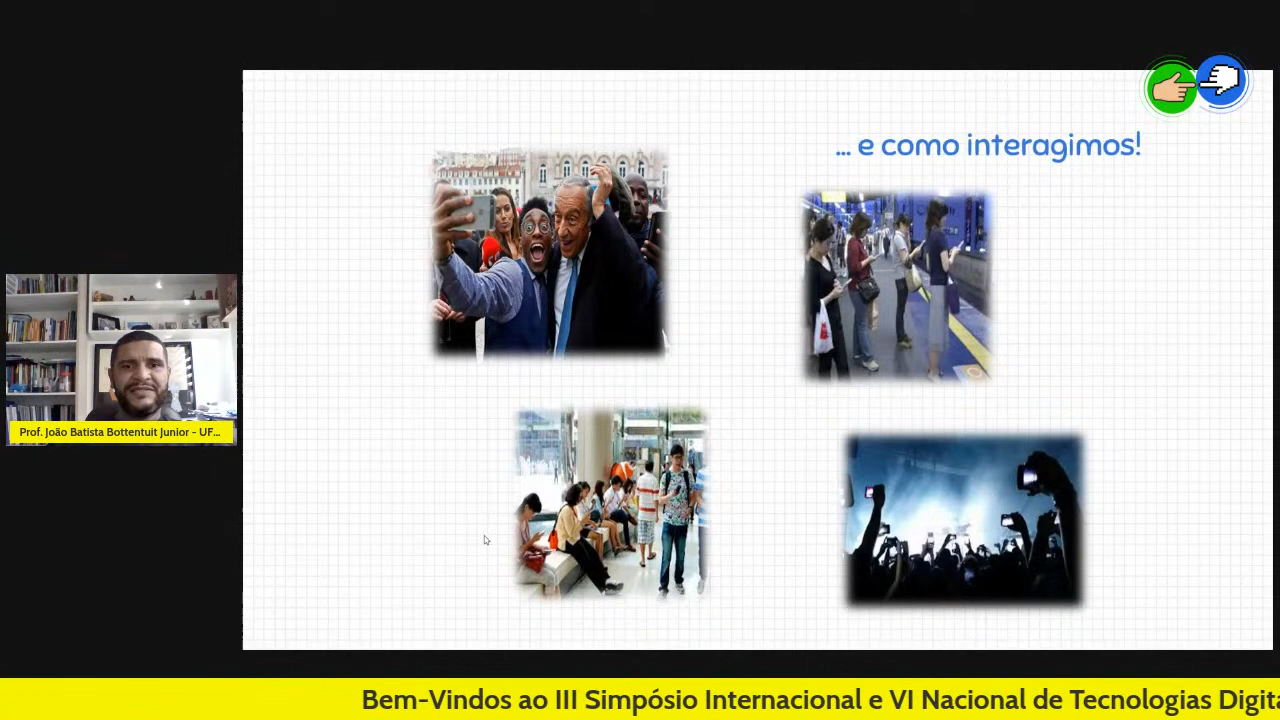 ... e como interagimos!
Prof. João Batista Bottentuit Junior - UF...
Bem-Vindos ao III Simpósio Internacional e VI Nacional de Tecnologias Digita